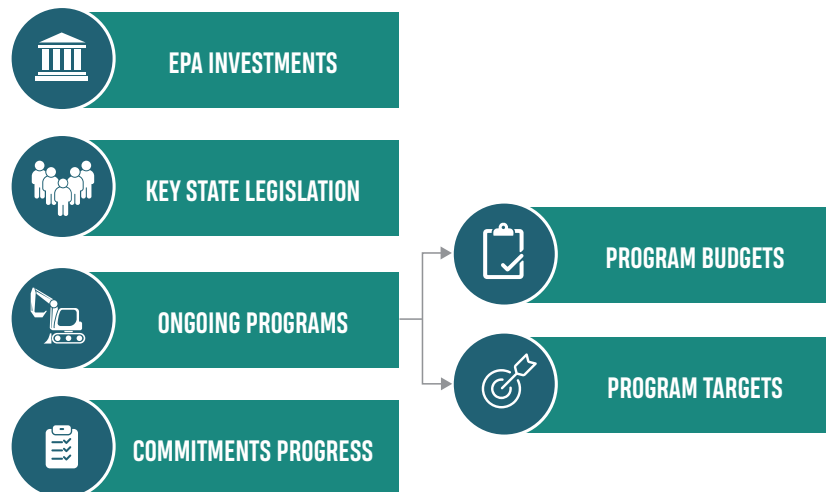 EPA INVESTMENTS
KEY STATE LEGISLATION
ONGOING PROGRAMS
COMMITMENTS PROGRESS
PROGRAM BUDGETS
PROGRAM TARGETS